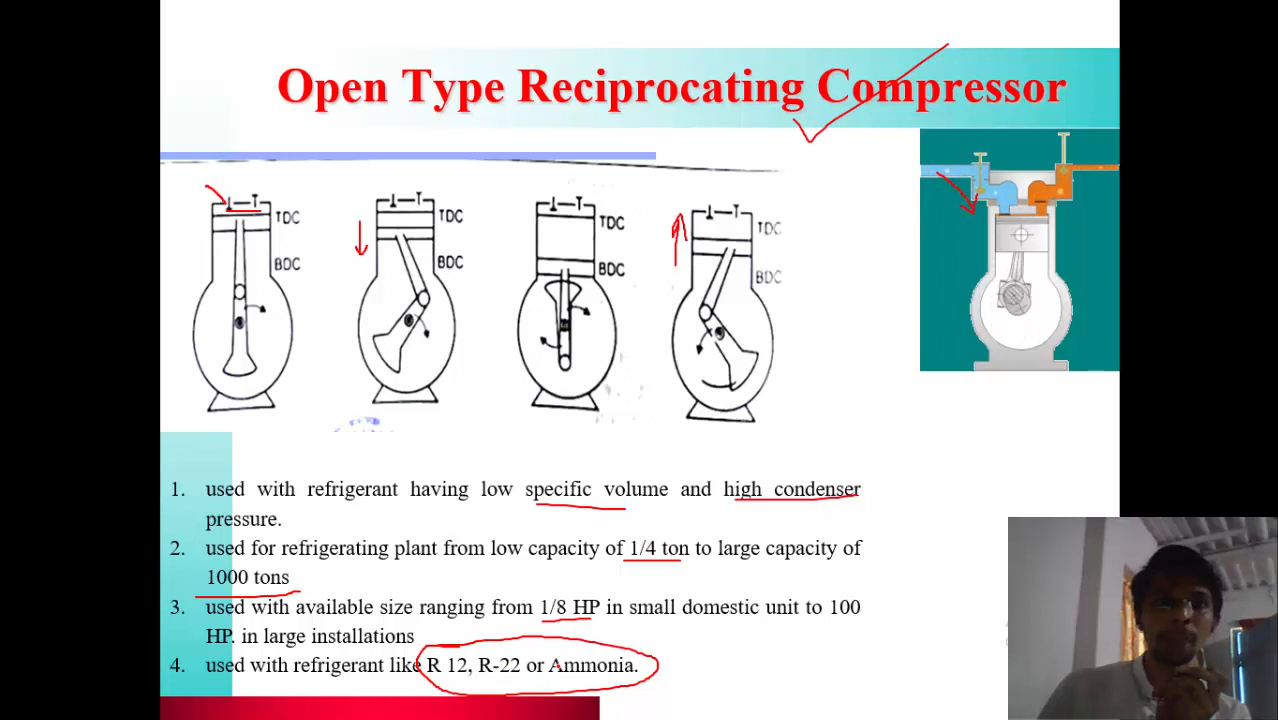 Open Type Reciprocating Compressor
TDC
BDC
TDC
BDC
TDC
BDC
TDC
BDC
1. used with refrigerant having low specific volume and high condenser
pressure.
2. used for refrigerating plant from low capacity of 1/4 ton to large capacity of
1000 tons
3. used with available size ranging from 1/8 HP in small domestic unit to 100
HP. in large installations
4. used with refrigerant like R 12, R-22 or Ammonia.